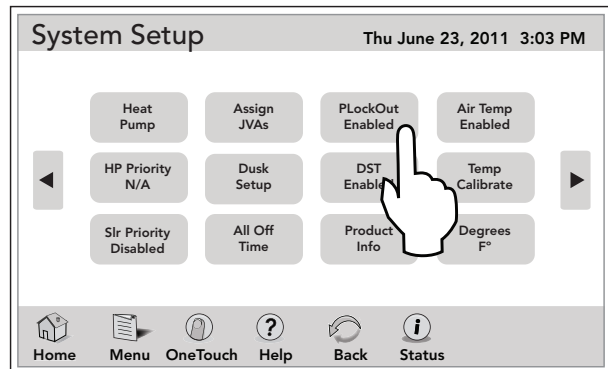 System Setup
Thu June 23, 2011 3:03 PM
Heat
Pump
Assign
JVAs
PLockOut
Enabled
Air Temp
Enabled
HP Priority
N/A
Dusk
Setup
DST
Enabled
Temp
Calibrate
Slr Priority
Disabled
All Off
Time
Product
Info
Degrees
F°
Home
Menu
OneTouch
Help
Back
Status